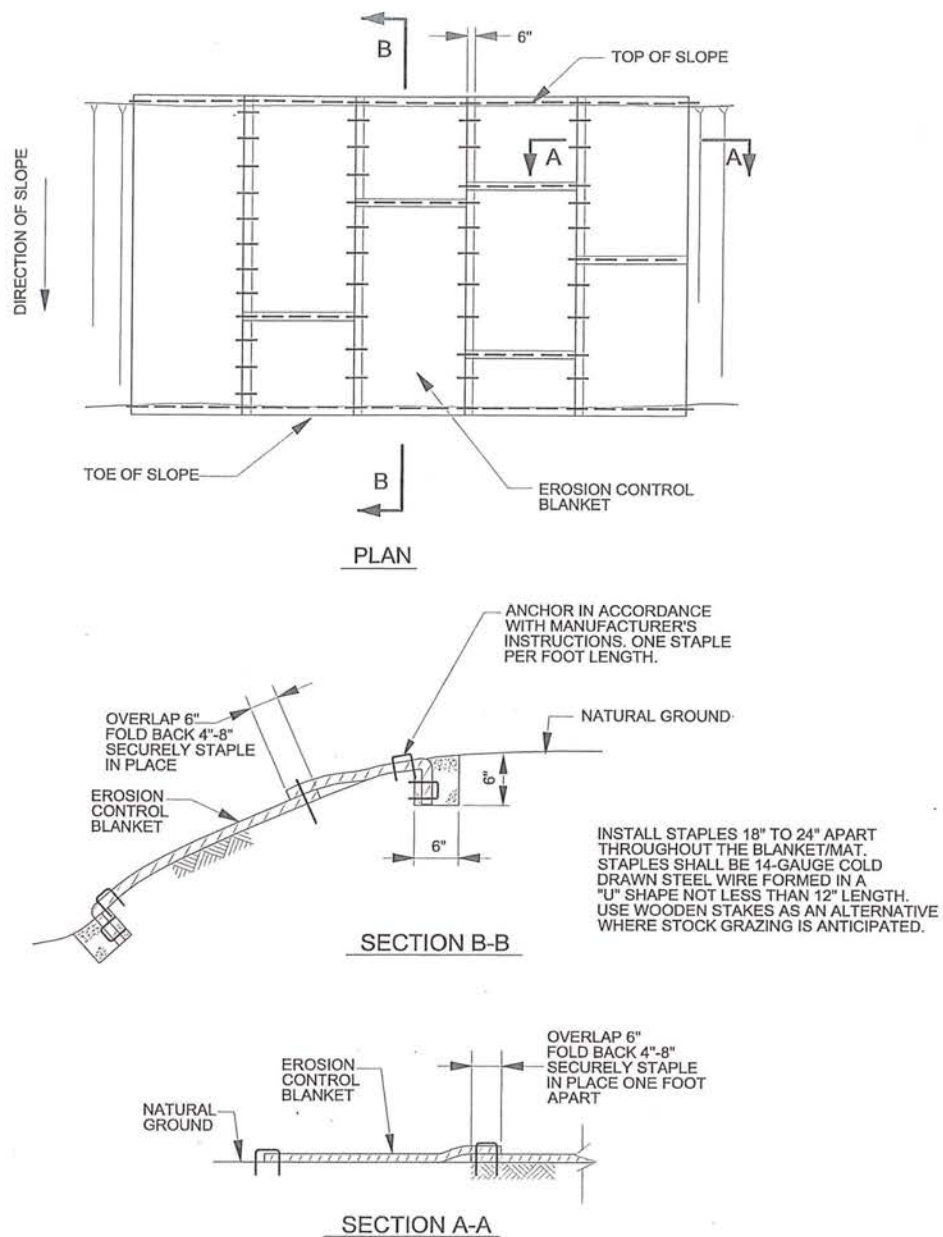 B
6"
TOP OF SLOPE
A
A
DIRECTION OF SLOPE
TOE OF SLOPE
B
EROSION CONTROL
BLANKET
PLAN
ANCHOR IN ACCORDANCE
WITH MANUFACTURER'S
INSTRUCTIONS. ONE STAPLE
PER FOOT LENGTH.
OVERLAP 6"
FOLD BACK 4"-8"
SECURELY STAPLE
IN PLACE
NATURAL GROUND
EROSION
CONTROL
BLANKET
6"
6"
INSTALL STAPLES 18" TO 24" APART
THROUGHOUT THE BLANKET/MAT.
STAPLES SHALL BE 14-GAUGE COLD
DRAWN STEEL WIRE FORMED IN A
"U" SHAPE NOT LESS THAN 12" LENGTH.
USE WOODEN STAKES AS AN ALTERNATIVE
WHERE STOCK GRAZING IS ANTICIPATED.
SECTION B-B
OVERLAP 6"
FOLD BACK 4"-8"
SECURELY STAPLE
IN PLACE ONE FOOT
APART
EROSION
CONTROL
BLANKET
NATURAL
GROUND
SECTION A-A